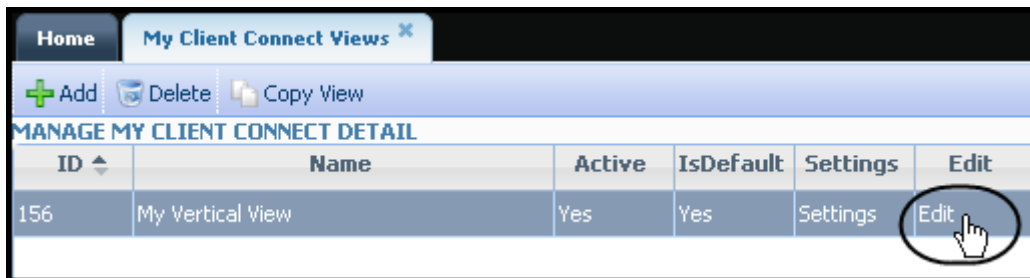 Home My Client Connect Views
Add Delete Copy View
MANAGE MY CLIENT CONNECT DETAIL
ID Name Active IsDefault Settings Edit
156 My Vertical View Yes Yes Settings Edit